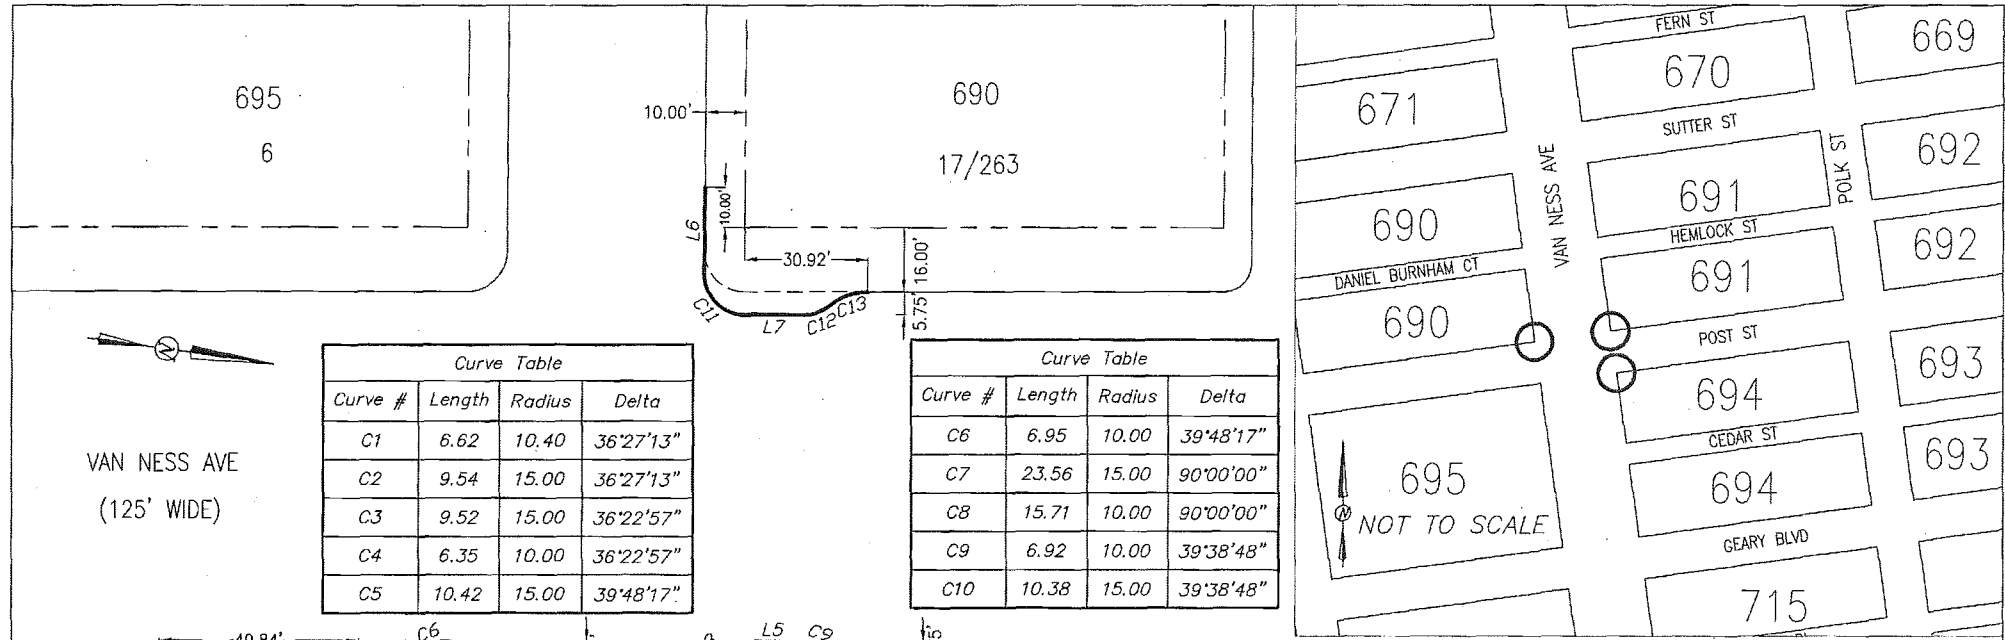 695
6
10.00'
690
17/263
10.00'
L6
30.92'
16.00'
5.75'
C11
L7
C12
C13
N
VAN NESS AVE
(125' WIDE)
Curve Table
Curve # Length Radius Delta
C1 6.62 10.40 36°27'13"
C2 9.54 15.00 36°27'13"
C3 9.52 15.00 36°22'57"
C4 6.35 10.00 36°22'57"
C5 10.42 15.00 39°48'17"
Curve Table
Curve # Length Radius Delta
C6 6.95 10.00 39°48'17"
C7 23.56 15.00 90°00'00"
C8 15.71 10.00 90°00'00"
C9 6.92 10.00 39°38'48"
C10 10.38 15.00 39°38'48"
C6
L5 C9
FERN ST
669
670
671
SUTTER ST
VAN NESS AVE
POLK ST
692
691
690
HEMLOCK ST
692
DANIEL BURNHAM CT
691
690
POST ST
693
694
CEDAR ST
695
693
694
N
NOT TO SCALE
GEARY BLVD
715